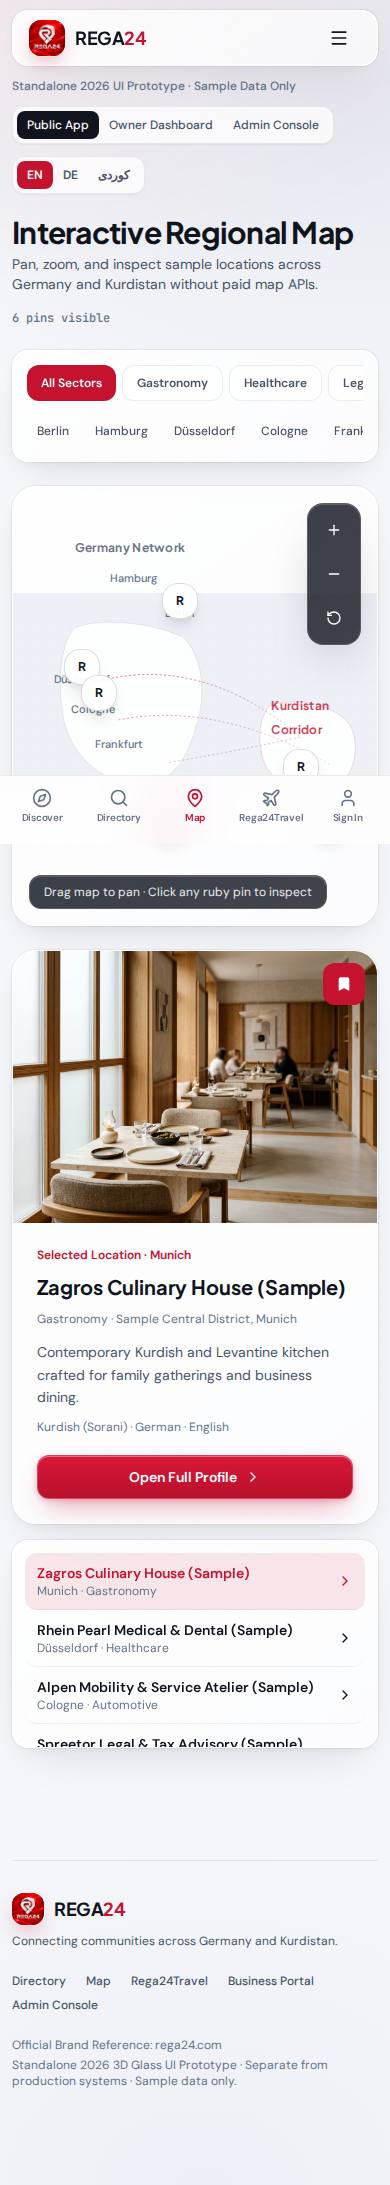 REGA24
Standalone 2026 UI Prototype · Sample Data Only
Public App
Owner Dashboard
Admin Console
EN
DE
کوردی
Interactive Regional Map
Pan, zoom, and inspect sample locations across
Germany and Kurdistan without paid map APIs.
6 pins visible
All Sectors
Gastronomy
Healthcare
Leg
Berlin
Hamburg
Düsseldorf
Cologne
Frank
Germany Network
Hamburg
R
R
R
Cologne
Kurdistan
Corridor
Frankfurt
R
Discover
Directory
Map
Rega24Travel
Sign In
Drag map to pan · Click any ruby pin to inspect
Selected Location · Munich
Zagros Culinary House (Sample)
Gastronomy · Sample Central District, Munich
Contemporary Kurdish and Levantine kitchen
crafted for family gatherings and business
dining.
Kurdish (Sorani) · German · English
Open Full Profile
Zagros Culinary House (Sample)
Munich · Gastronomy
Rhein Pearl Medical & Dental (Sample)
Düsseldorf · Healthcare
Alpen Mobility & Service Atelier (Sample)
Cologne · Automotive
Spreetor Legal & Tax Advisory (Sample)
REGA24
Connecting communities across Germany and Kurdistan.
Directory
Map
Rega24Travel
Business Portal
Admin Console
Official Brand Reference: rega24.com
Standalone 2026 3D Glass UI Prototype · Separate from
production systems · Sample data only.